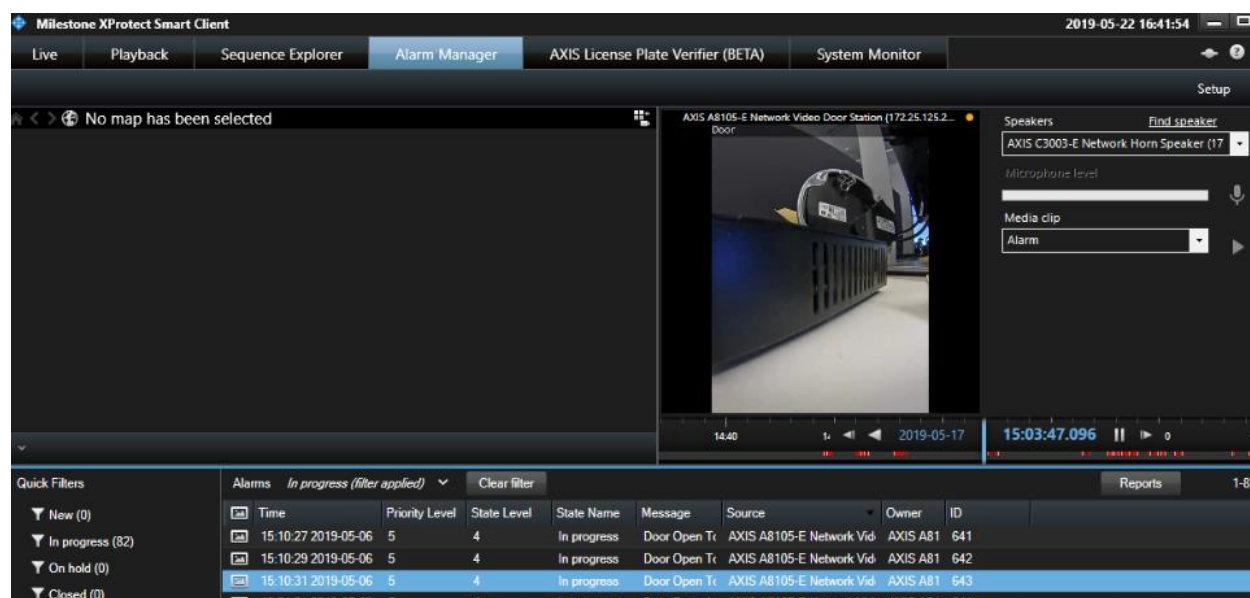 Milestone XProtect Smart Client 2019-05-22 16:41:54
Live Playback Sequence Explorer Alarm Manager AXIS License Plate Verifier (BETA) System Monitor
Setup
No map has been selected
AXIS A8105-E Network Video Door Station (172.25.125.2...
Door
Speakers Find speaker
AXIS C3003-E Network Horn Speaker (17
Microphone level
Media clip
Alarm
14:40 2019-05-17 15:03:47.096
Quick Filters Alarms In progress (filter applied) Clear filter Reports 1-8
New (0) Time Priority Level State Level State Name Message Source Owner ID
In progress (82) 15:10:27 2019-05-06 5 4 In progress Door Open To AXIS A8105-E Network Vid AXIS A81 641
15:10:29 2019-05-06 5 4 In progress Door Open To AXIS A8105-E Network Vid AXIS A81 642
On hold (0)
15:10:31 2019-05-06 5 4 In progress Door Open To AXIS A8105-E Network Vid AXIS A81 643
Closed (0)